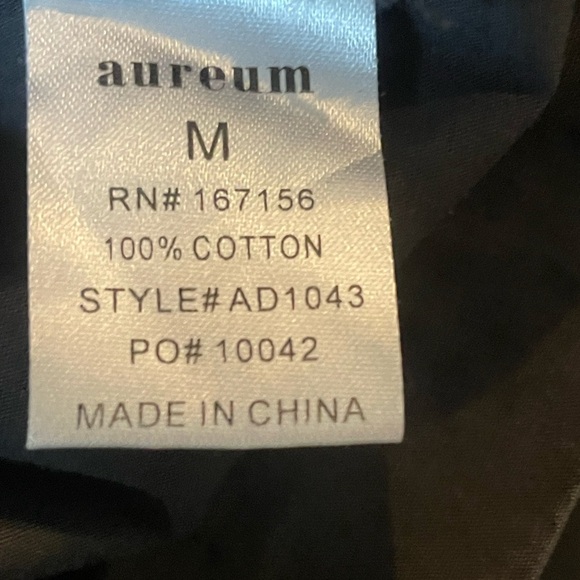 aureum
M
RN# 167156
100% COTTON
STYLE# AD1043
PO# 10042
MADE IN CHINA